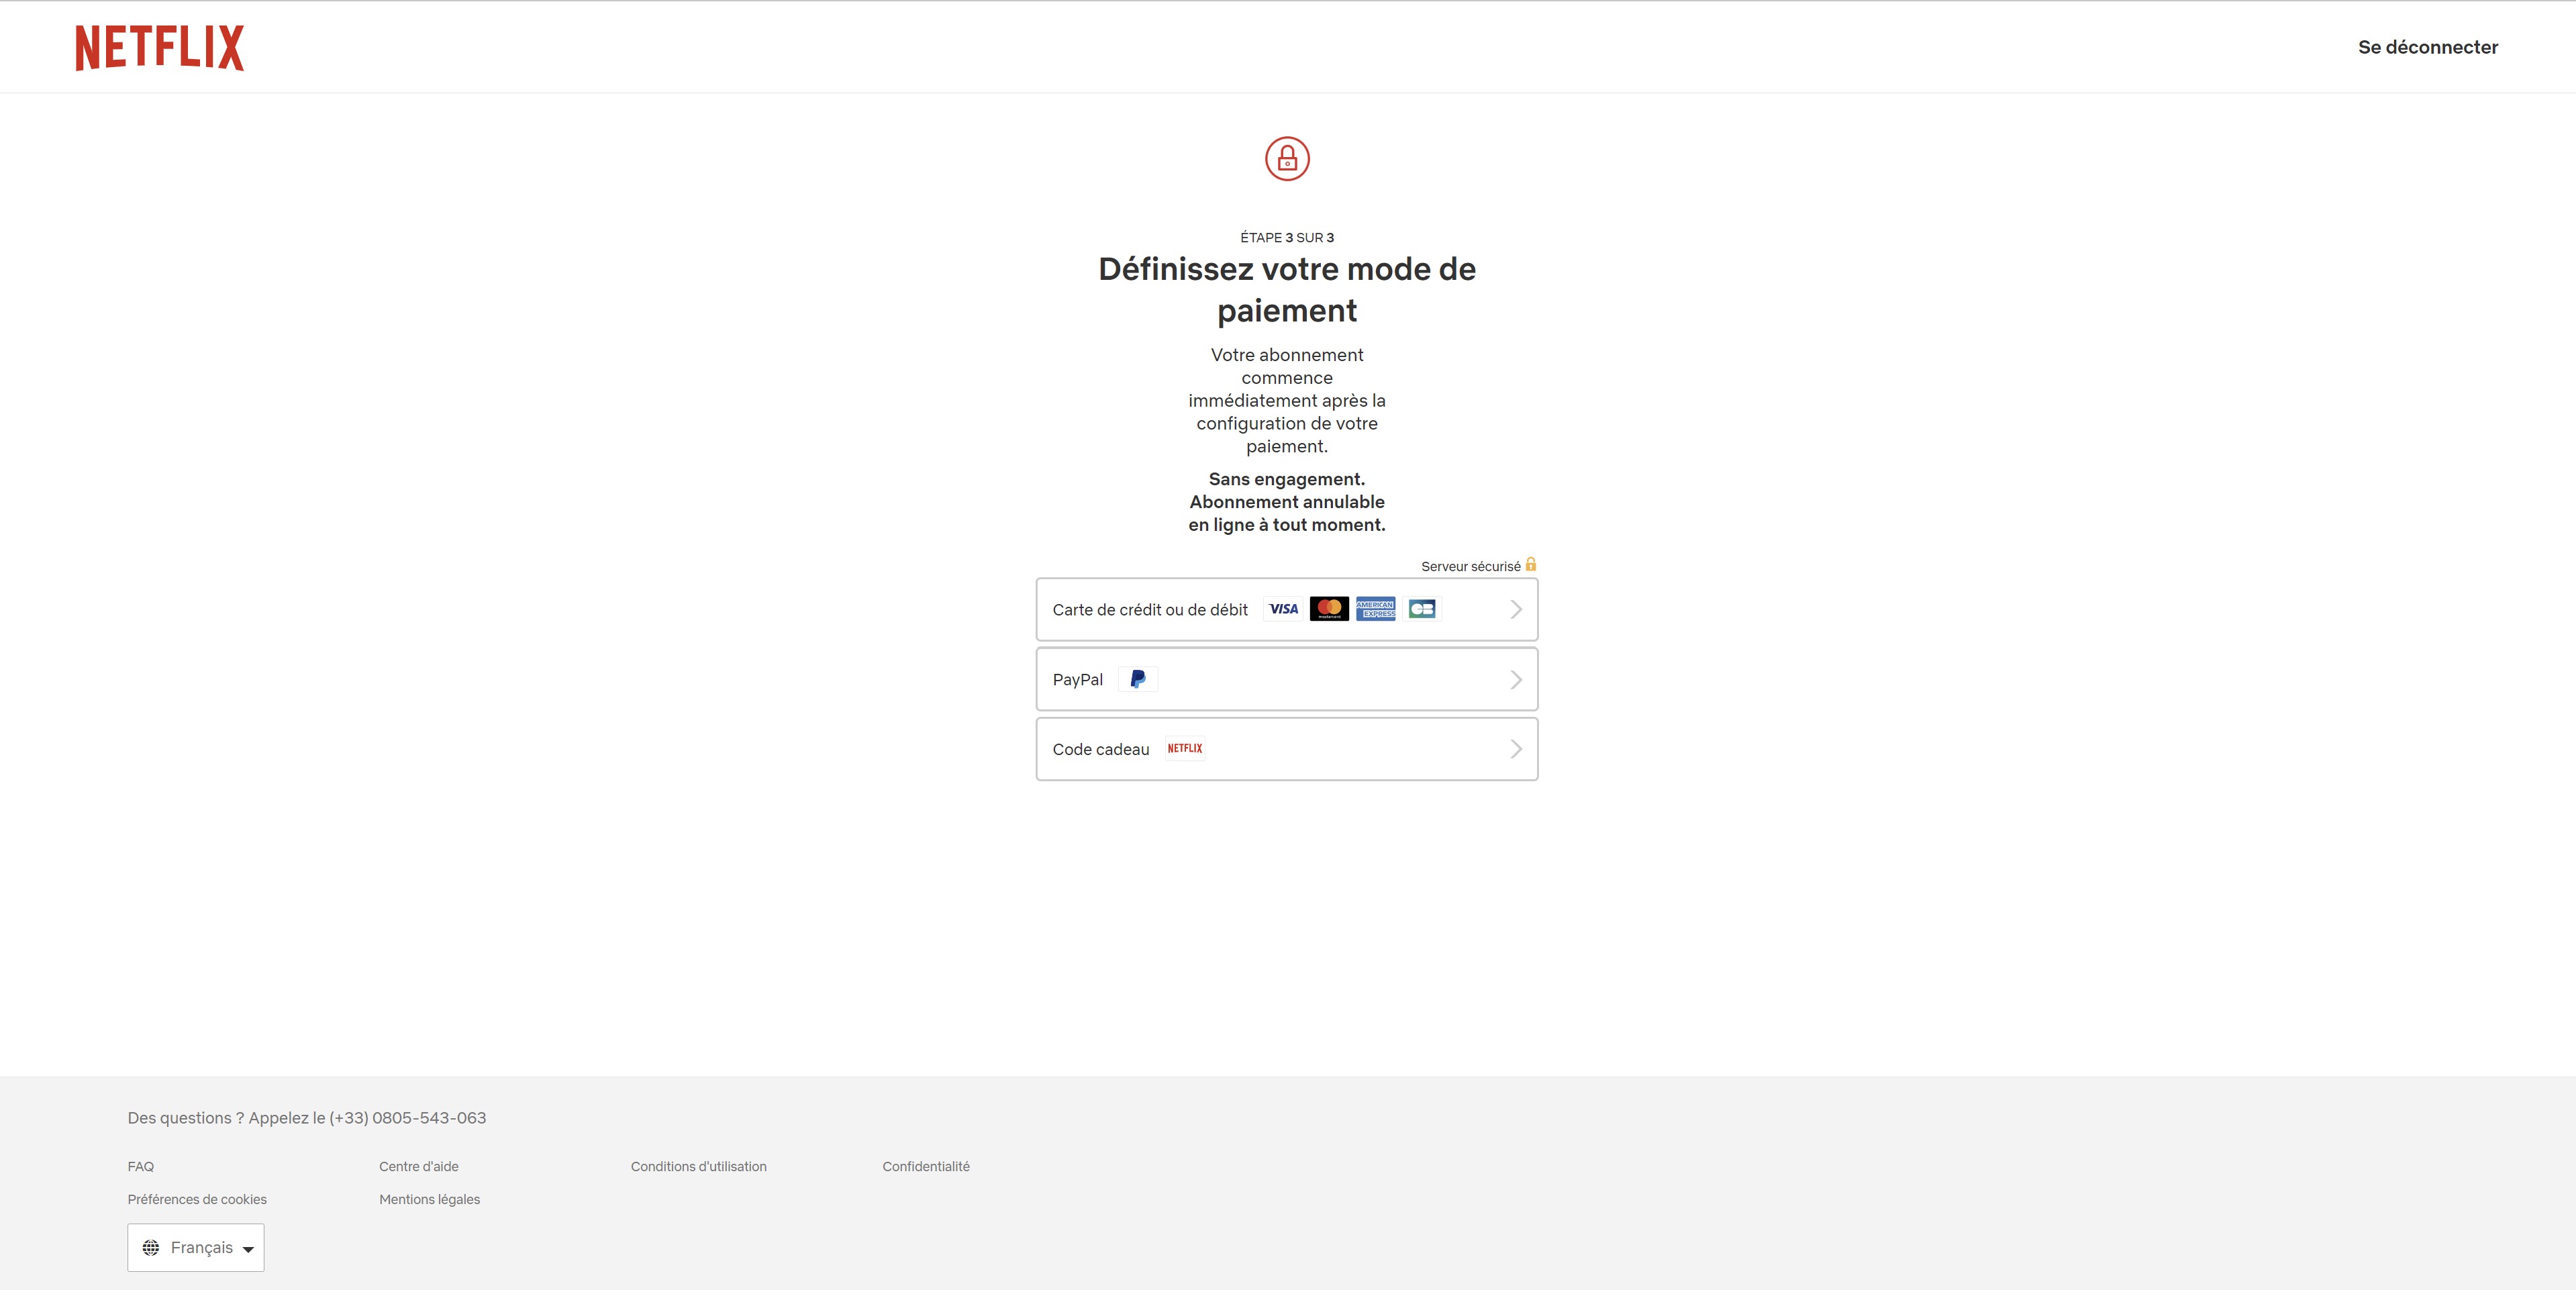 NETFLIX
Se déconnecter
ÉTAPE 3 SUR 3
Définissez votre mode de
paiement
Votre abonnement
commence
immédiatement après la
configuration de votre
paiement.
Sans engagement.
Abonnement annulable
en ligne à tout moment.
Serveur sécurisé
Carte de crédit ou de débit VISA mastercard AMERICAN EXPRESS CB
PayPal P
Code cadeau NETFLIX
Des questions ? Appelez le (+33) 0805-543-063
FAQ Centre d'aide Conditions d'utilisation Confidentialité
Préférences de cookies Mentions légales
Français